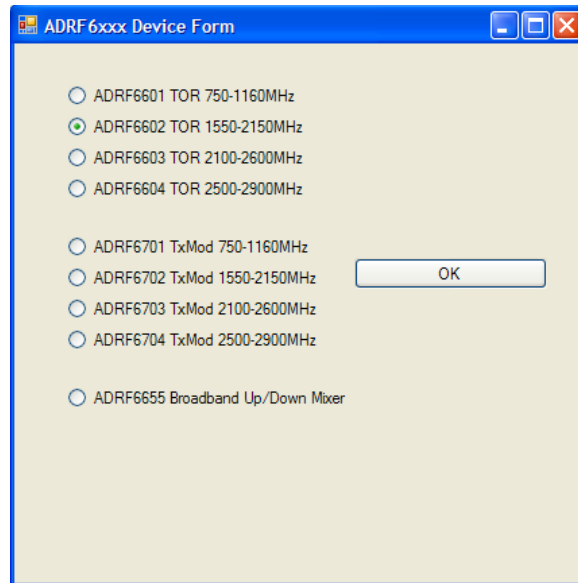 ADRF6xxx Device Form
ADRF6601 TOR 750-1160MHz
ADRF6602 TOR 1550-2150MHz
ADRF6603 TOR 2100-2600MHz
ADRF6604 TOR 2500-2900MHz
ADRF6701 TxMod 750-1160MHz
ADRF6702 TxMod 1550-2150MHz
OK
ADRF6703 TxMod 2100-2600MHz
ADRF6704 TxMod 2500-2900MHz
ADRF6655 Broadband Up/Down Mixer